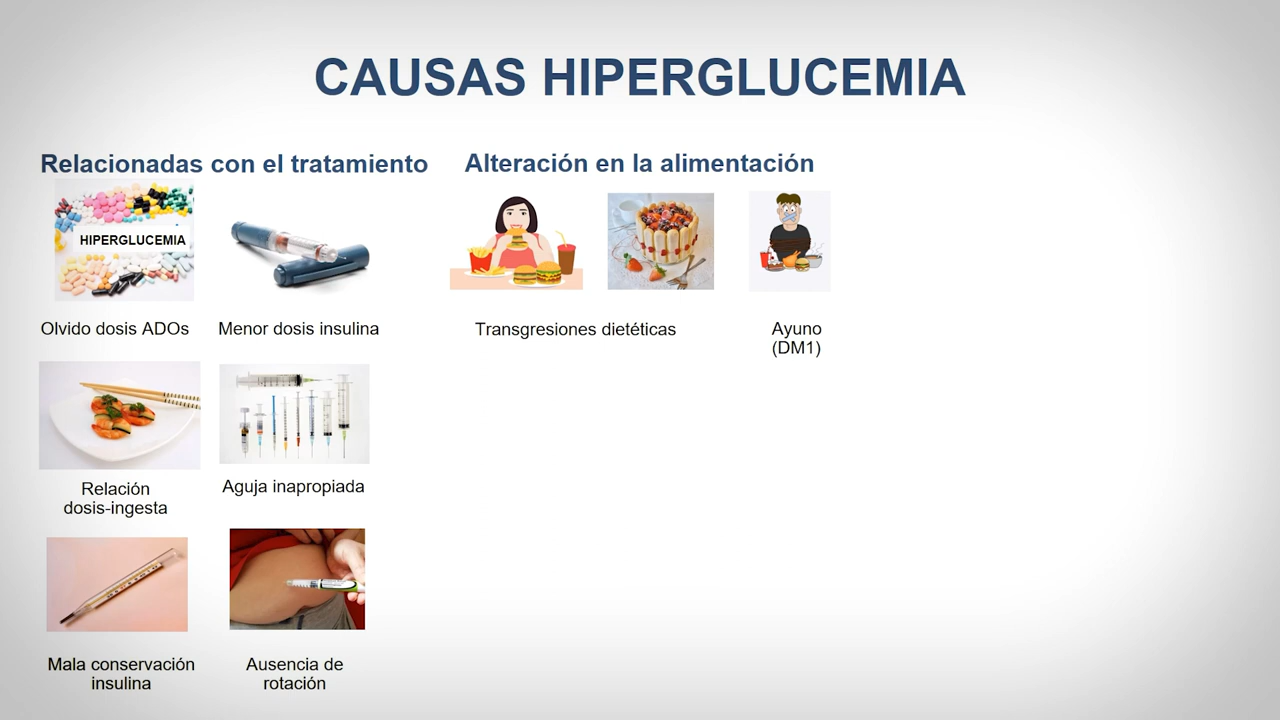 CAUSAS HIPERGLUCEMIA
Relacionadas con el tratamiento
HIPERGLUCEMIA
Olvido dosis ADOs
Menor dosis insulina
Relación
dosis-ingesta
Aguja inapropiada
Mala conservación
insulina
Ausencia de
rotación
Alteración en la alimentación
Transgresiones dietéticas
Ayuno
(DM1)